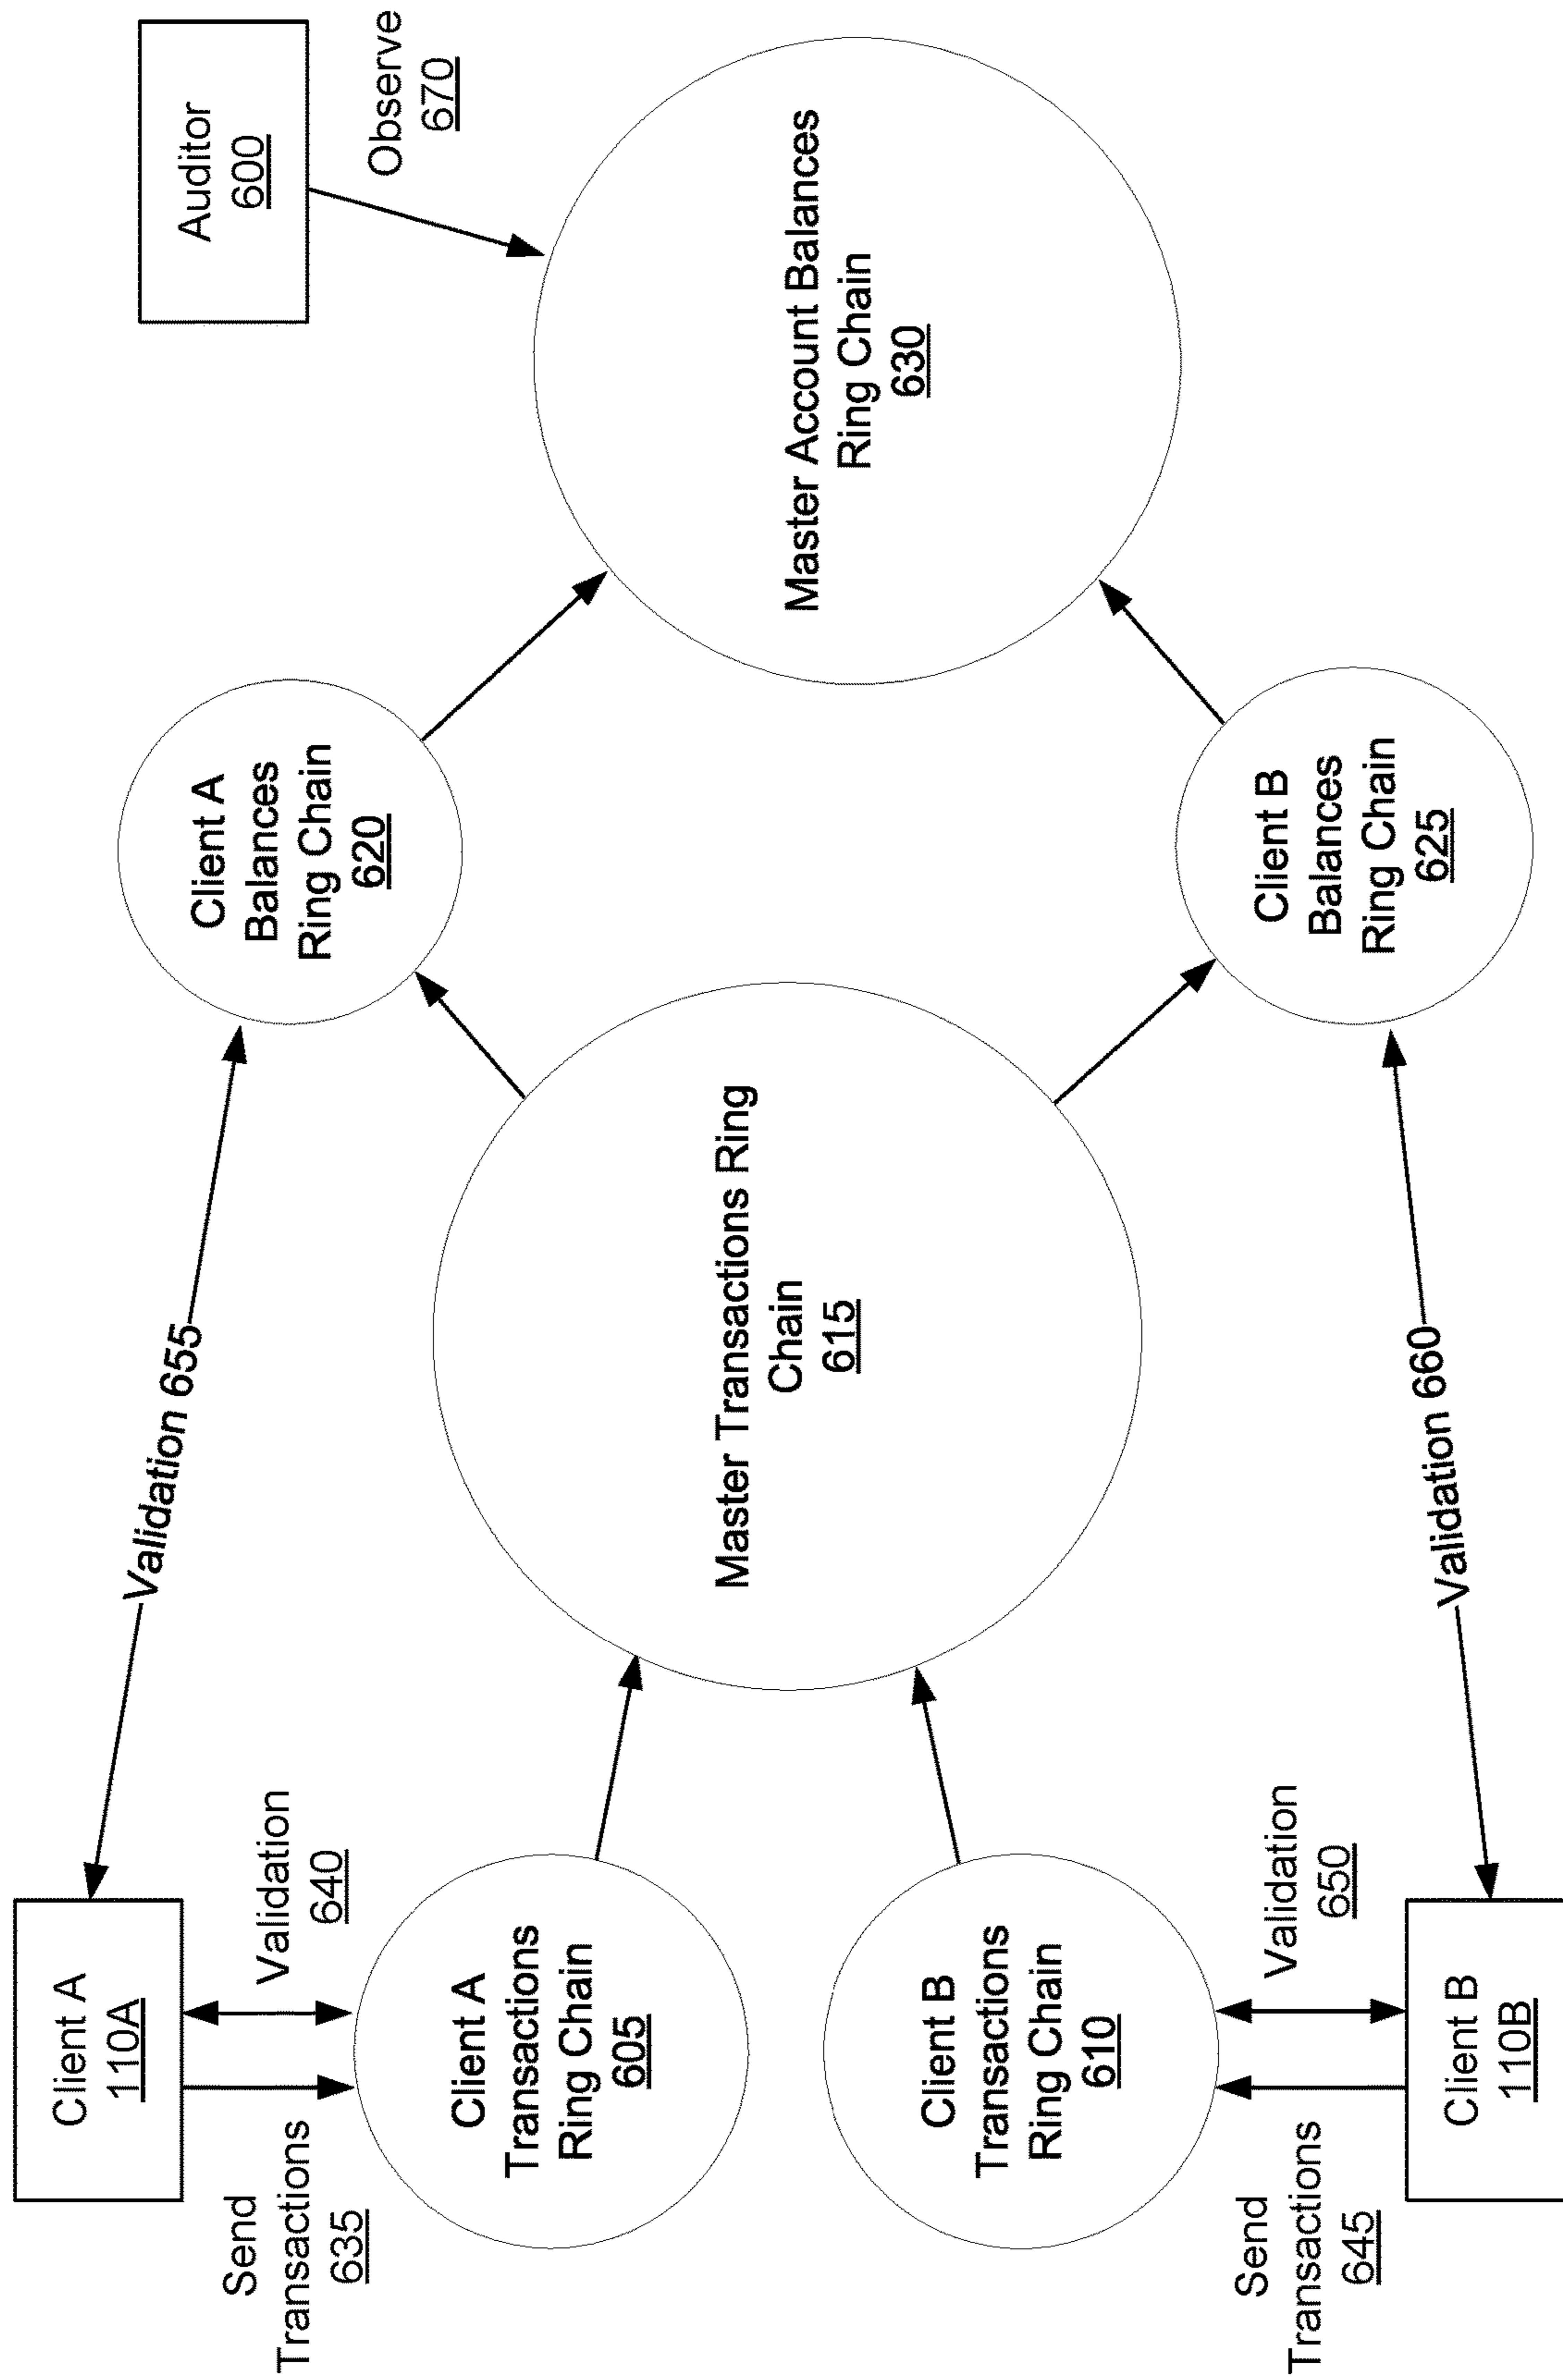 Client A
110A
Send
Transactions
635
Validation
640
Validation 655
Client A
Transactions
Ring Chain
605
Client B
Transactions
Ring Chain
610
Send
Transactions
645
Validation
650
Client B
110B
Validation 660
Master Transactions Ring
Chain
615
Client A
Balances
Ring Chain
620
Client B
Balances
Ring Chain
625
Master Account Balances
Ring Chain
630
Auditor
600
Observe
670